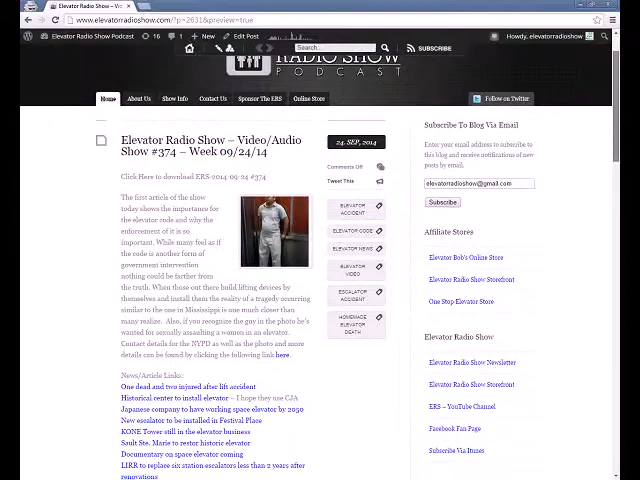 Elevator Radio Show – Vi
www.elevatorradioshow.com/?p=2631&preview=true
Elevator Radio Show Podcast 16 1 + New Edit Post Howdy, elevatorradioshow
Search... SUBSCRIBE
RADIO SHOW
PODCAST
Home About Us Show Info Contact Us Sponsor The ERS Online Store Follow on Twitter
Elevator Radio Show – Video/Audio
Show #374 – Week 09/24/14
Click Here to download ERS-2014-09-24 #374
The first article of the show
today shows the importance for
the elevator code and why the
enforcement of it is so
important. While many feel as if
the code is another form of
government intervention
nothing could be farther from
the truth. When those out there build lifting devices by
themselves and install them the reality of a tragedy occurring
similar to the one in Mississippi is one much closer than
many realize. Also, if you recognize the guy in the photo he's
wanted for sexually assaulting a women in an elevator.
Contact details for the NYPD as well as the photo and more
details can be found by clicking the following link here.
News/Article Links:
One dead and two injured after lift accident
Historical center to install elevator – I hope they use CJA
Japanese company to have working space elevator by 2050
New escalator to be installed in Festival Place
KONE Tower still in the elevator business
Sault Ste. Marie to restore historic elevator
Documentary on space elevator coming
LIRR to replace six station escalators less than 2 years after
renovations
24. SEP, 2014
Comments Off
Tweet This
ELEVATOR
ACCIDENT
ELEVATOR CODE
ELEVATOR NEWS
ELEVATOR
VIDEO
ESCALATOR
ACCIDENT
HOMEMADE
ELEVATOR
DEATH
Subscribe To Blog Via Email
Enter your email address to subscribe to
this blog and receive notifications of new
posts by email.
elevatorradioshow@gmail.com
Subscribe
Affiliate Stores
Elevator Bob's Online Store
Elevator Radio Show Storefront
One Stop Elevator Store
Elevator Radio Show
Elevator Radio Show Newsletter
Elevator Radio Show Storefront
ERS – YouTube Channel
Facebook Fan Page
Subscribe Via Itunes